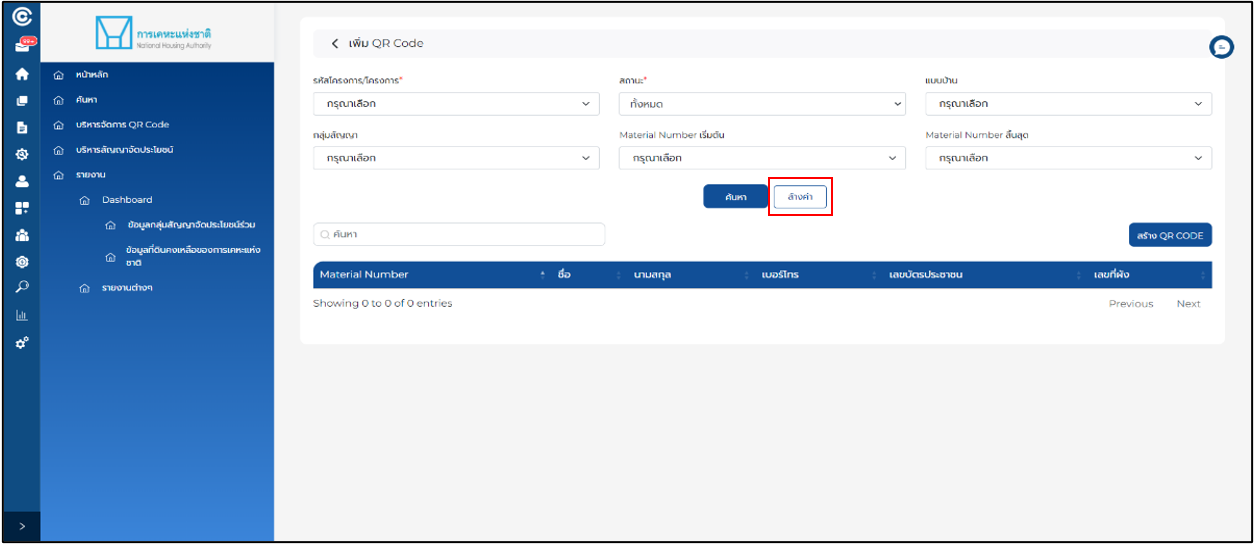 99+
การเคหะแห่งชาติ
National Housing Authority
หน้าหลัก
ค้นหา
บริหารจัดการ QR Code
บริหารสัญญาจัดประโยชน์
รายงาน
Dashboard
ข้อมูลกลุ่มสัญญาจัดประโยชน์ร่วม
ข้อมูลที่ดินคงเหลือของการเคหะแห่ง
ชาติ
รายงานต่างๆ
เพิ่ม QR Code
รหัสโครงการ/โครงการ*
สถานะ*
แบบบ้าน
กรุณาเลือก
ทั้งหมด
กรุณาเลือก
กลุ่มสัญญา
Material Number เริ่มต้น
Material Number สิ้นสุด
กรุณาเลือก
กรุณาเลือก
กรุณาเลือก
ค้นหา
ล้างค่า
ค้นหา
สร้าง QR CODE
Material Number
ชื่อ
นามสกุล
เบอร์โทร
เลขบัตรประชาชน
เลขที่ผัง
Showing 0 to 0 of 0 entries
Previous
Next